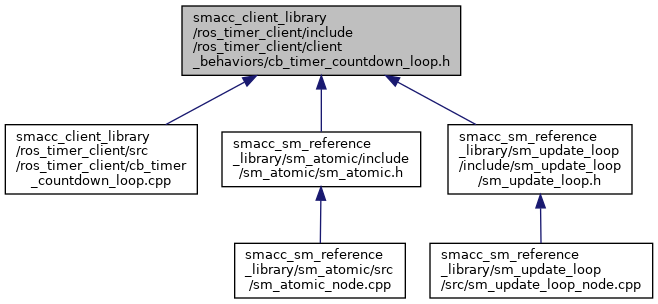 smacc_client_library
/ros_timer_client/include
/ros_timer_client/client
_behaviors/cb_timer_countdown_loop.h
smacc_client_library
/ros_timer_client/src
/ros_timer_client/cb_timer
_countdown_loop.cpp
smacc_sm_reference
_library/sm_atomic/include
/sm_atomic/sm_atomic.h
smacc_sm_reference
_library/sm_update_loop
/include/sm_update_loop
/sm_update_loop.h
smacc_sm_reference
_library/sm_atomic/src
/sm_atomic_node.cpp
smacc_sm_reference
_library/sm_update_loop
/src/sm_update_loop_node.cpp